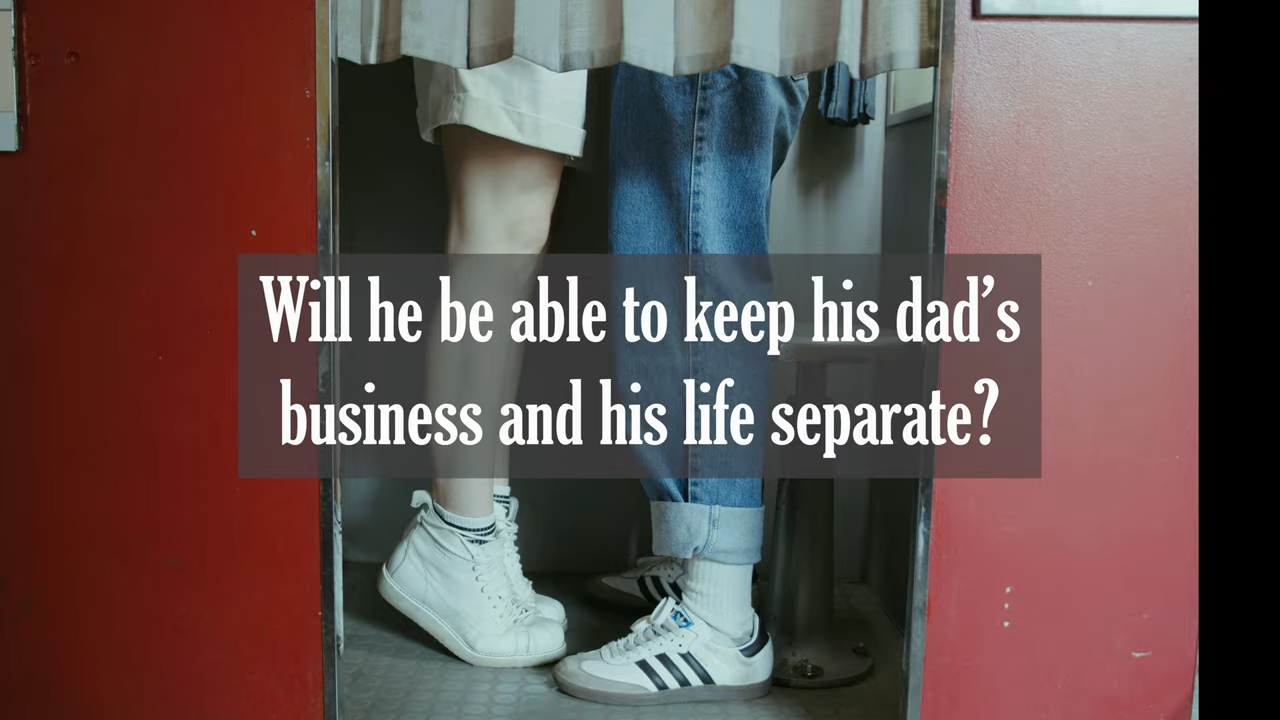 Will he be able to keep his dad’s
business and his life separate?